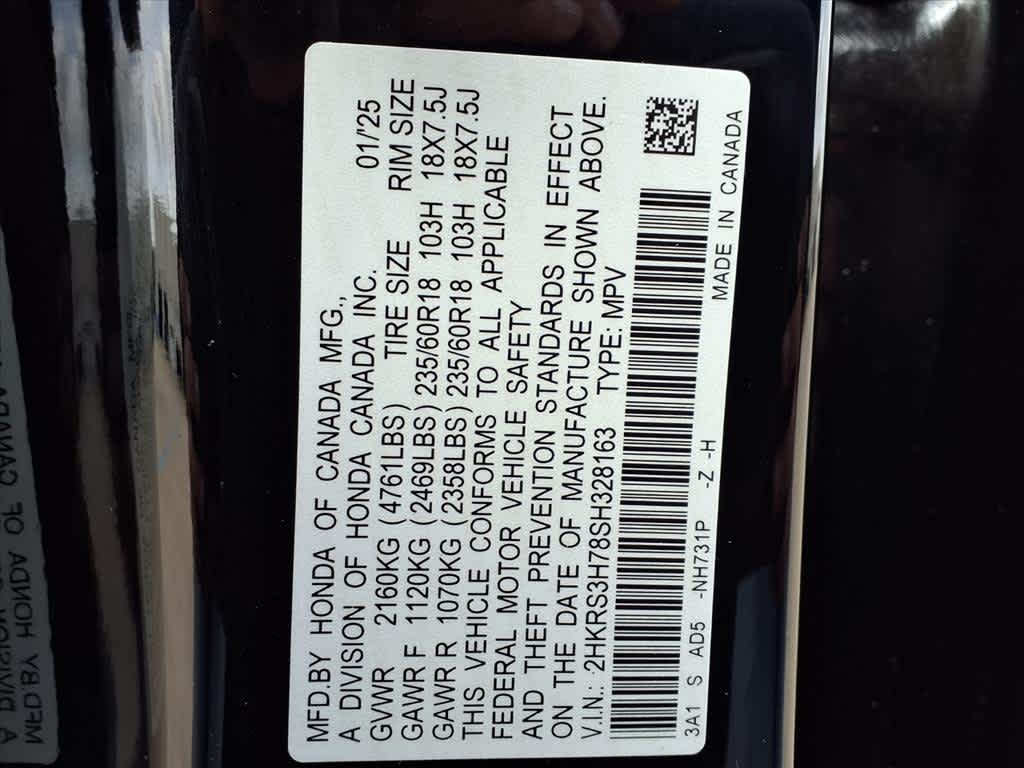 MFD.BY HONDA OF CANADA MFG.,
A DIVISION OF HONDA CANADA INC. 01/'25
GVWR 2160KG (4761LBS) TIRE SIZE RIM SIZE
GAWR F 1120KG (2469LBS) 235/60R18 103H 18X7.5J
GAWR R 1070KG (2358LBS) 235/60R18 103H 18X7.5J
THIS VEHICLE CONFORMS TO ALL APPLICABLE
FEDERAL MOTOR VEHICLE SAFETY
AND THEFT PREVENTION STANDARDS IN EFFECT
ON THE DATE OF MANUFACTURE SHOWN ABOVE.
V.I.N.: 2HKRS3H78SH328163 TYPE: MPV
3A1 S AD5 -NH731P -Z -H
MADE IN CANADA